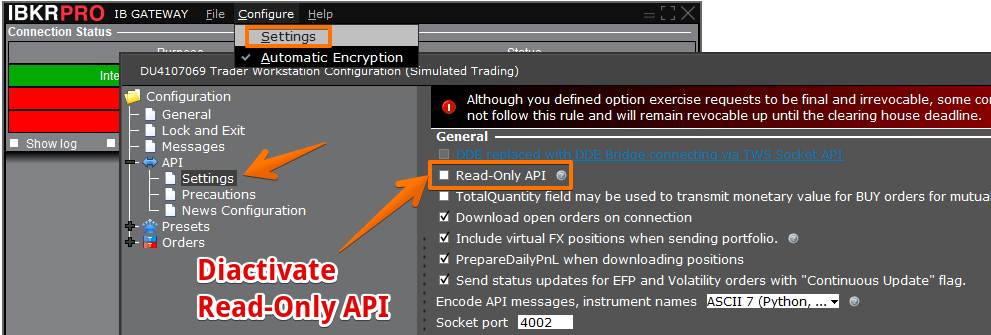 IBKRPRO IB GATEWAY File Configure Help
Connection Status
Settings
Automatic Encryption
DU4107069 Trader Workstation Configuration (Simulated Trading)
Configuration
General
Lock and Exit
Messages
API
Settings
Precautions
News Configuration
Presets
Orders
Show log
Although you defined option exercise requests to be final and irrevocable, some
not follow this rule and will remain revocable up until the clearing house deadline.
General
DDE replaced with DDE Bridge connecting via TWS Socket API
Read-Only API
TotalQuantity field may be used to transmit monetary value for BUY orders for
Download open orders on connection
Include virtual FX positions when sending portfolio.
PrepareDailyPnL when downloading positions
Send status updates for EFP and Volatility orders with "Continuous Update" flag.
Encode API messages, instrument names ASCII 7 (Python, ...
Socket port 4002
Diactivate
Read-Only API